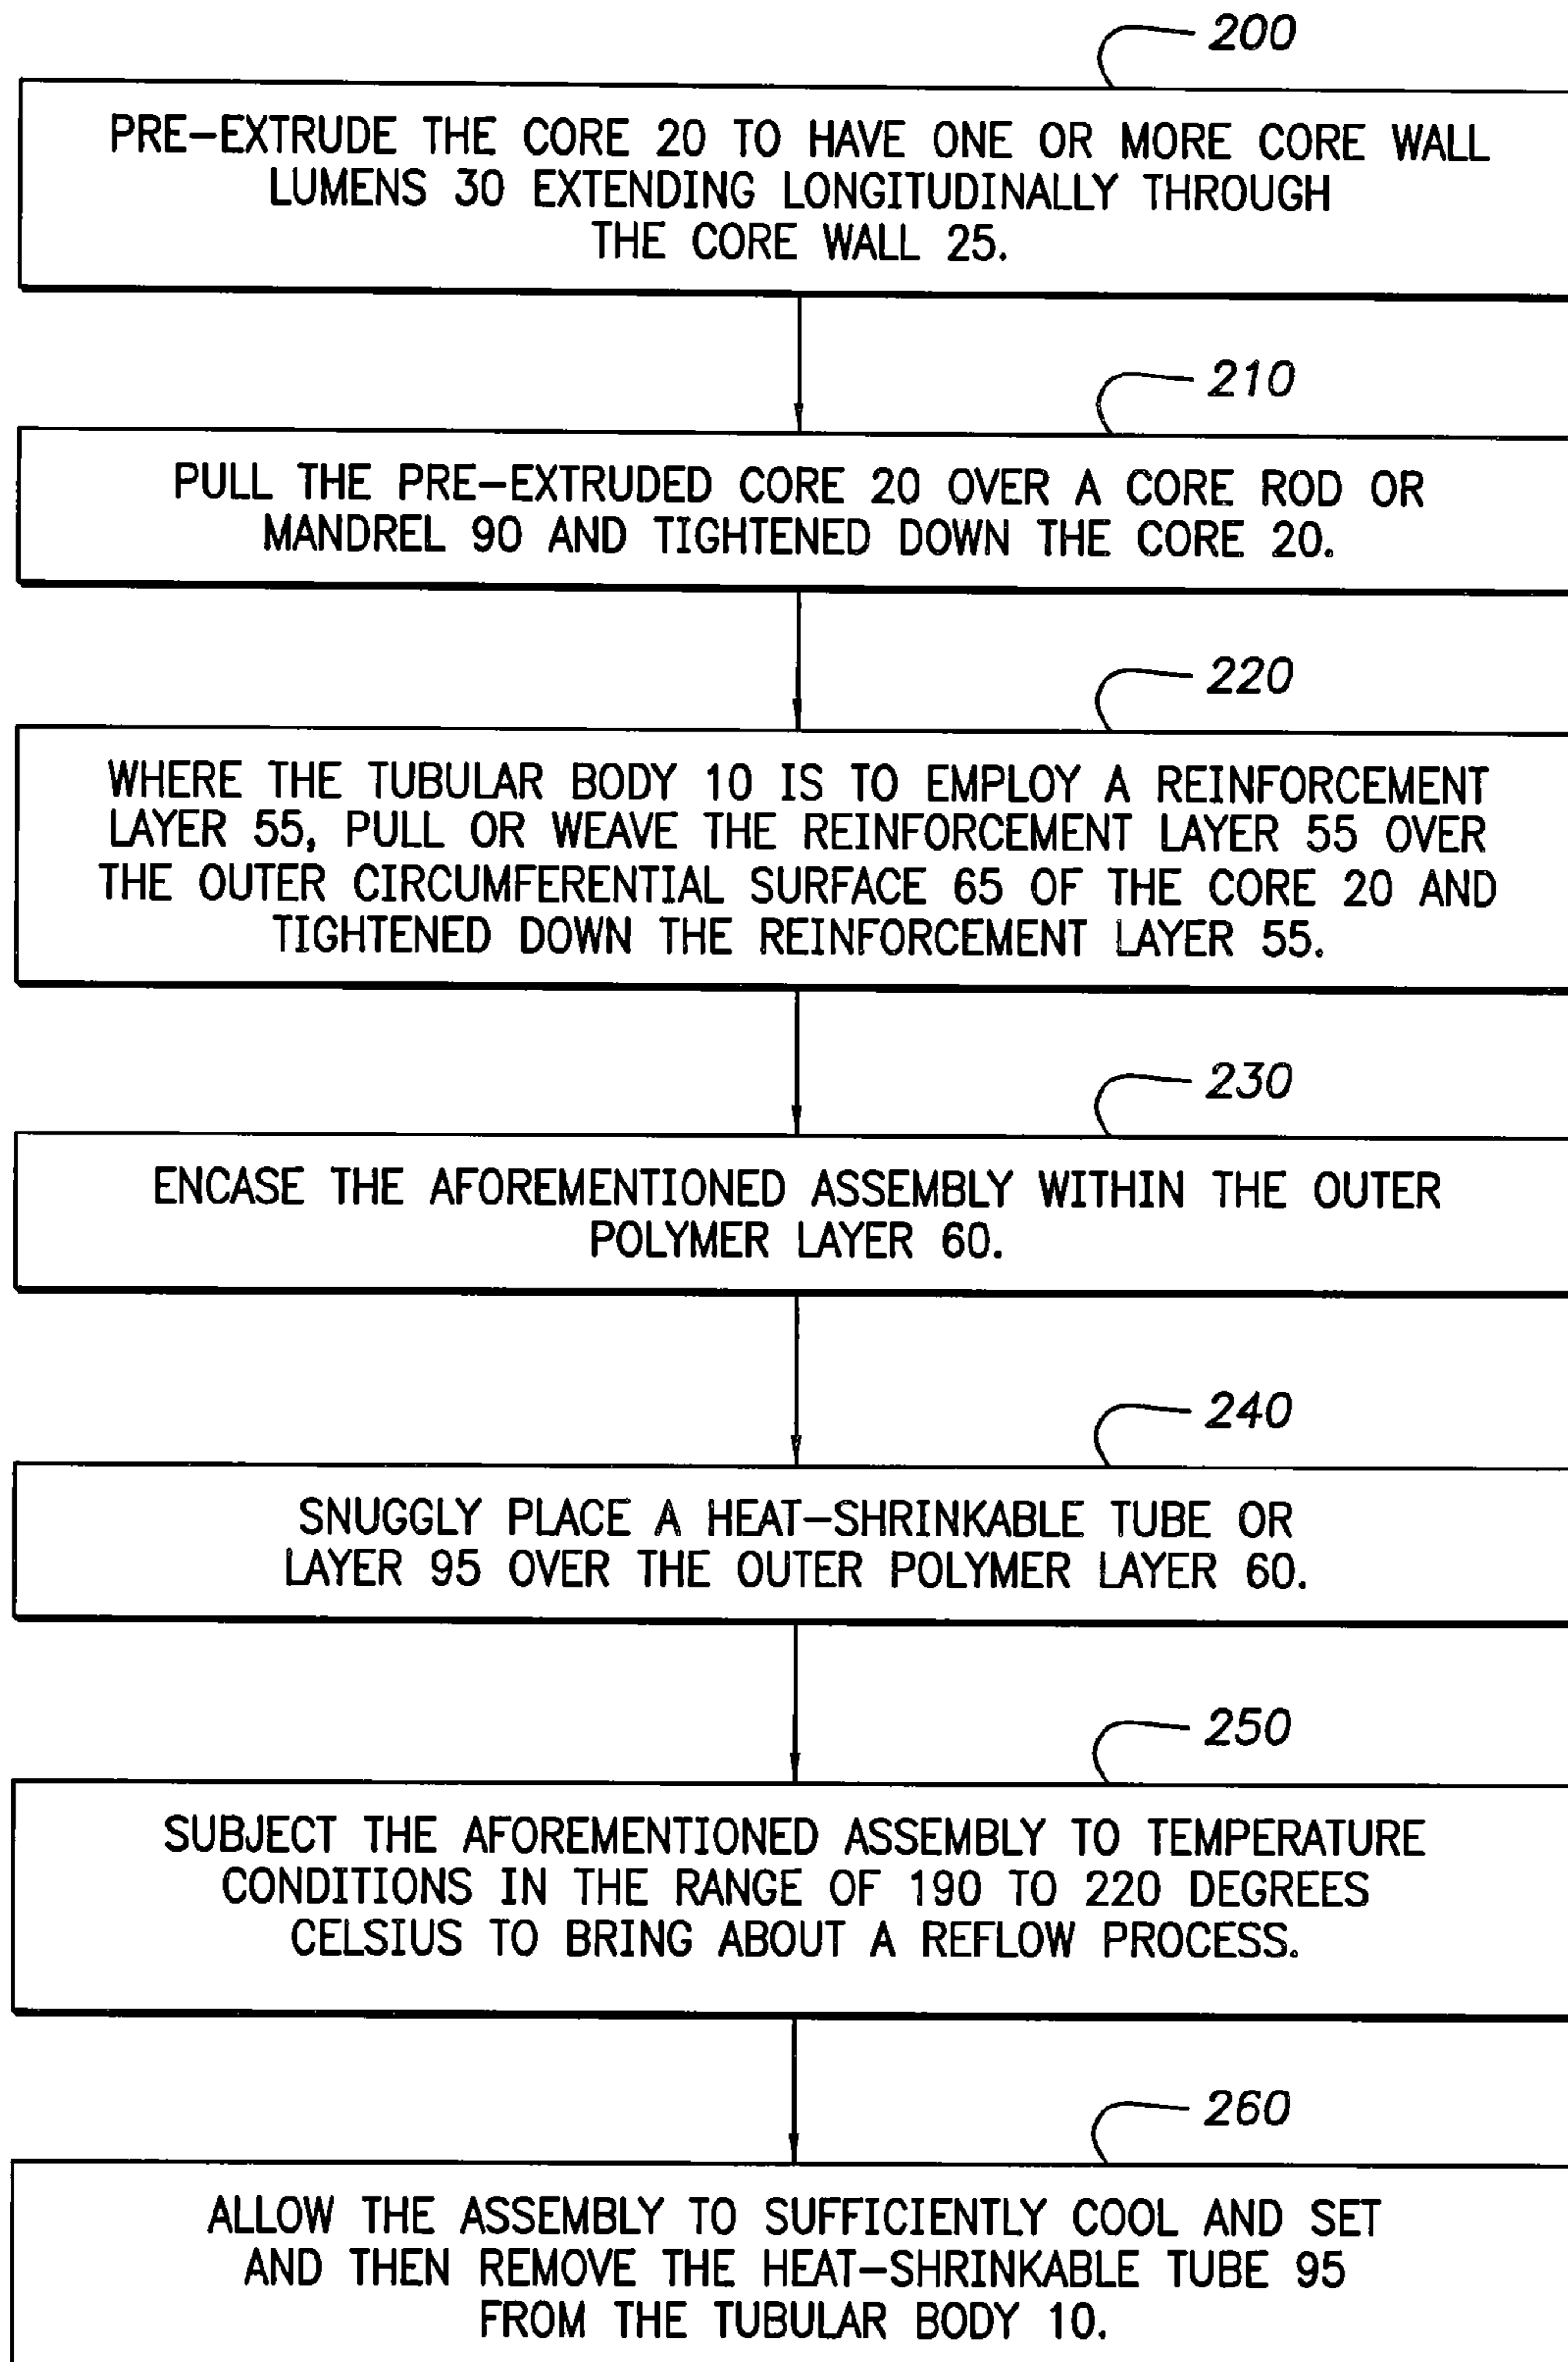 200
PRE-EXTRUDE THE CORE 20 TO HAVE ONE OR MORE CORE WALL
LUMENS 30 EXTENDING LONGITUDINALLY THROUGH
THE CORE WALL 25.
210
PULL THE PRE-EXTRUDED CORE 20 OVER A CORE ROD OR
MANDREL 90 AND TIGHTENED DOWN THE CORE 20.
220
WHERE THE TUBULAR BODY 10 IS TO EMPLOY A REINFORCEMENT
LAYER 55, PULL OR WEAVE THE REINFORCEMENT LAYER 55 OVER
THE OUTER CIRCUMFERENTIAL SURFACE 65 OF THE CORE 20 AND
TIGHTENED DOWN THE REINFORCEMENT LAYER 55.
230
ENCASE THE AFOREMENTIONED ASSEMBLY WITHIN THE OUTER
POLYMER LAYER 60.
240
SNUGGLY PLACE A HEAT-SHRINKABLE TUBE OR
LAYER 95 OVER THE OUTER POLYMER LAYER 60.
250
SUBJECT THE AFOREMENTIONED ASSEMBLY TO TEMPERATURE
CONDITIONS IN THE RANGE OF 190 TO 220 DEGREES
CELSIUS TO BRING ABOUT A REFLOW PROCESS.
260
ALLOW THE ASSEMBLY TO SUFFICIENTLY COOL AND SET
AND THEN REMOVE THE HEAT-SHRINKABLE TUBE 95
FROM THE TUBULAR BODY 10.